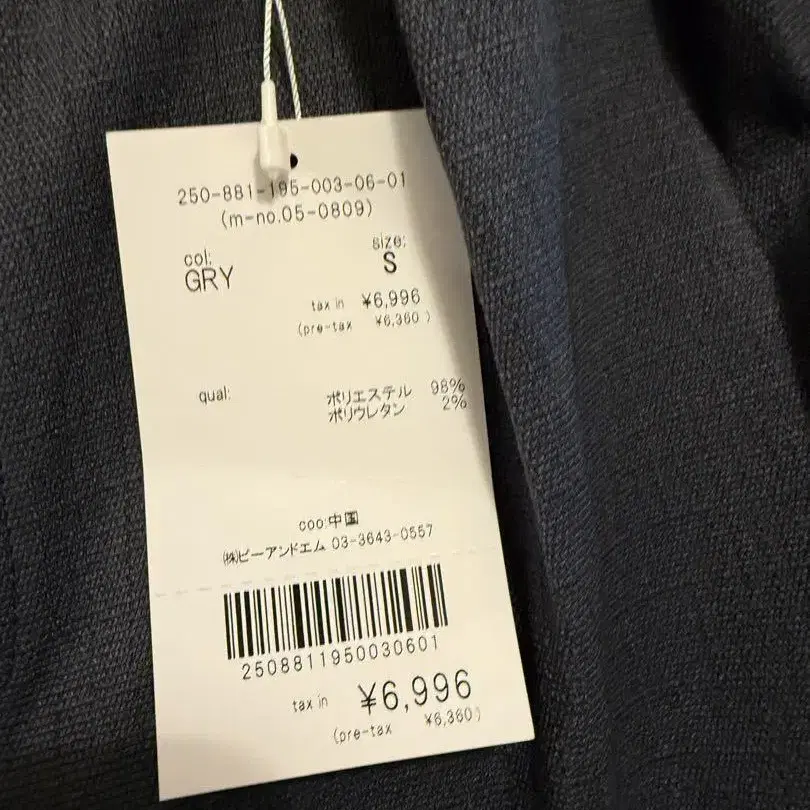 250-881-195-003-06-01
(m-no.05-0809)
col: size:
GRY S
tax in ¥6,996
(pre-tax ¥6,360)
qual: ポリエステル 98%
ポリウレタン 2%
coo:中国
㈱ピーアンドエム 03-3643-0557
2508811950030601
tax in ¥6,996
(pre-tax ¥6,360)